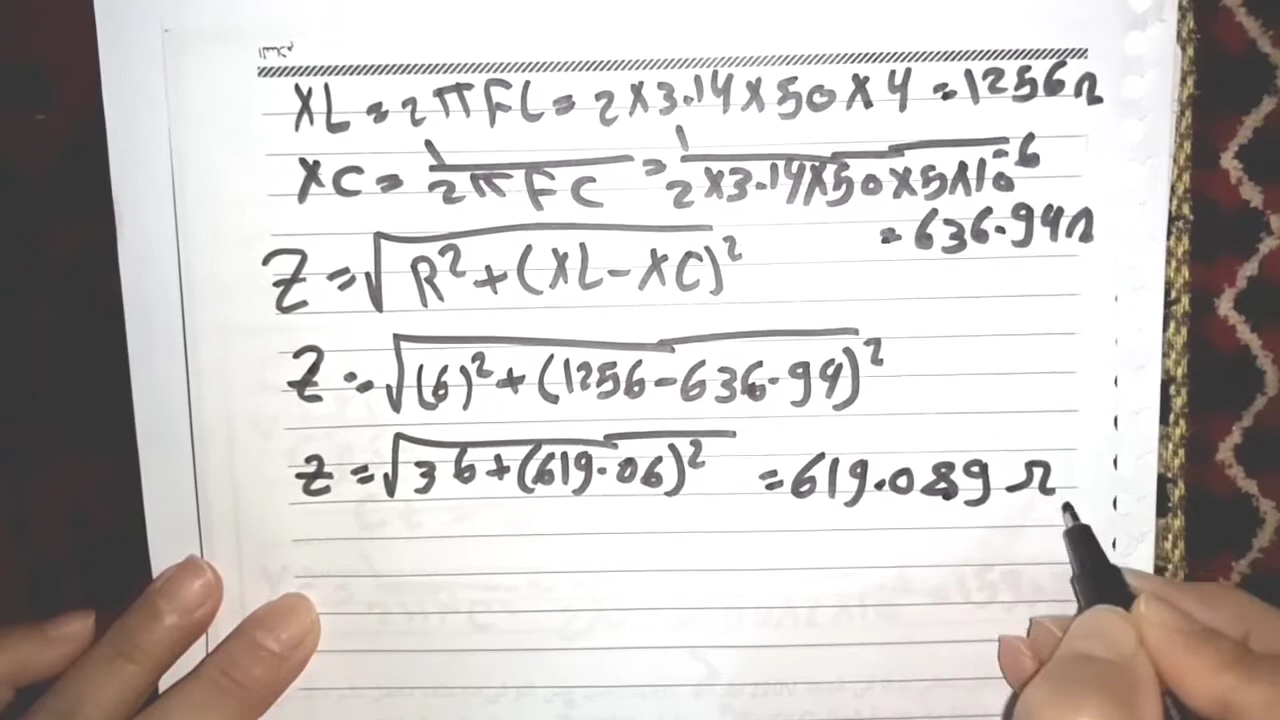 XL = 2πFL = 2×3.14×50×4 = 1256Ω
XC = 1/2πFC = 1/2×3.14×50×5×10^-6
= 636.94Ω
Z = √R²+(XL-XC)²
Z = √(6)²+(1256-636.94)²
Z = √36+(619.06)² = 619.089Ω